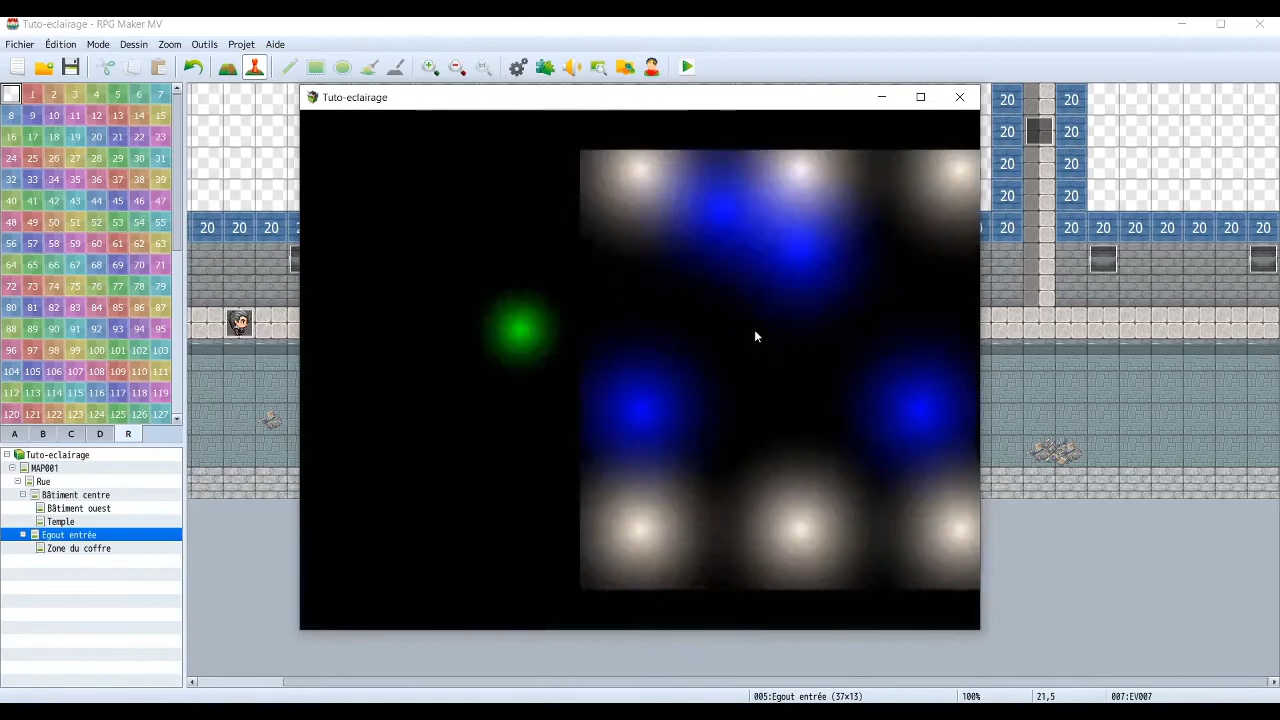 Tuto-eclairage - RPG Maker MV
Fichier Édition Mode Dessin Zoom Outils Projet Aide
1 2 3 4 5 6 7
8 9 10 11 12 13 14 15
16 17 18 19 20 21 22 23
24 25 26 27 28 29 30 31
32 33 34 35 36 37 38 39
40 41 42 43 44 45 46 47
48 49 50 51 52 53 54 55
56 57 58 59 60 61 62 63
64 65 66 67 68 69 70 71
72 73 74 75 76 77 78 79
80 81 82 83 84 85 86 87
88 89 90 91 92 93 94 95
96 97 98 99 100 101 102 103
104 105 106 107 108 109 110 111
112 113 114 115 116 117 118 119
120 121 122 123 124 125 126 127
A B C D R
Tuto-eclairage
MAP001
Rue
Bâtiment centre
Bâtiment ouest
Temple
Egout entrée
Zone du coffre
Tuto-eclairage
20 20
20 20
20 20
20 20
20 20 20 20 20 20 20 20 20 20 20
005:Egout entrée (37×13) 100% 21,5 007:EV007